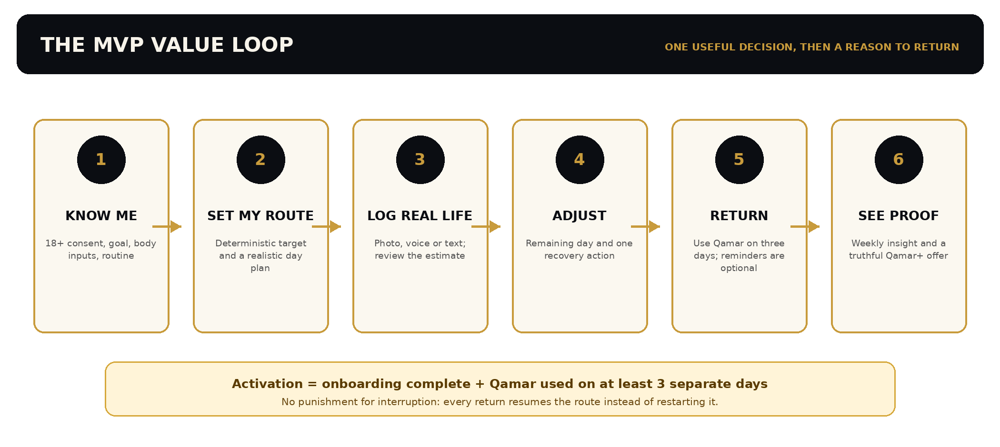 THE MVP VALUE LOOP
ONE USEFUL DECISION, THEN A REASON TO RETURN
1
KNOW ME
18+ consent, goal, body
inputs, routine
2
SET MY ROUTE
Deterministic target
and a realistic day
plan
3
LOG REAL LIFE
Photo, voice or text;
review the estimate
4
ADJUST
Remaining day and one
recovery action
5
RETURN
Use Qamar on three
days; reminders are
optional
6
SEE PROOF
Weekly insight and a
truthful Qamar+ offer
Activation = onboarding complete + Qamar used on at least 3 separate days
No punishment for interruption: every return resumes the route instead of restarting it.